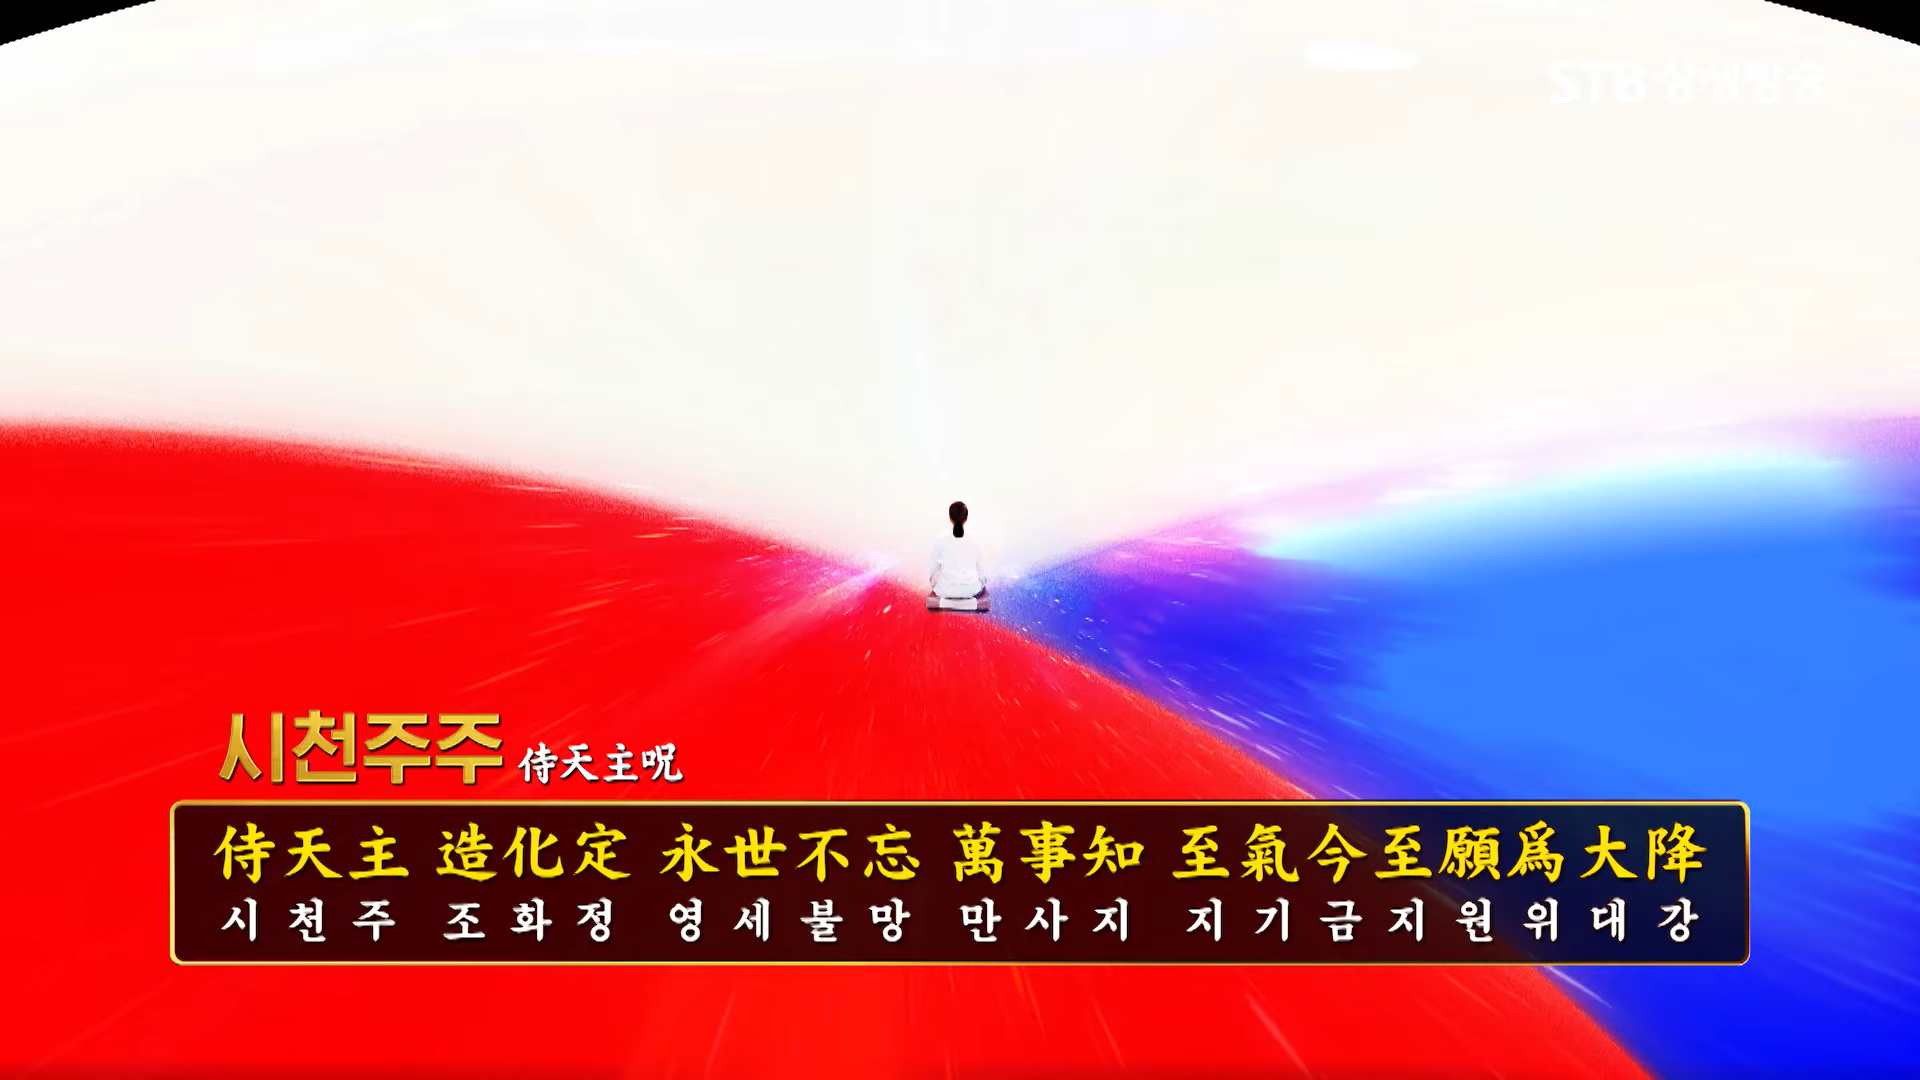 STB 상생방송
시천주주 侍天主呪
侍天主 造化定 永世不忘 萬事知 至氣今至願爲大降
시천주 조화정 영세불망 만사지 지기금지원위대강